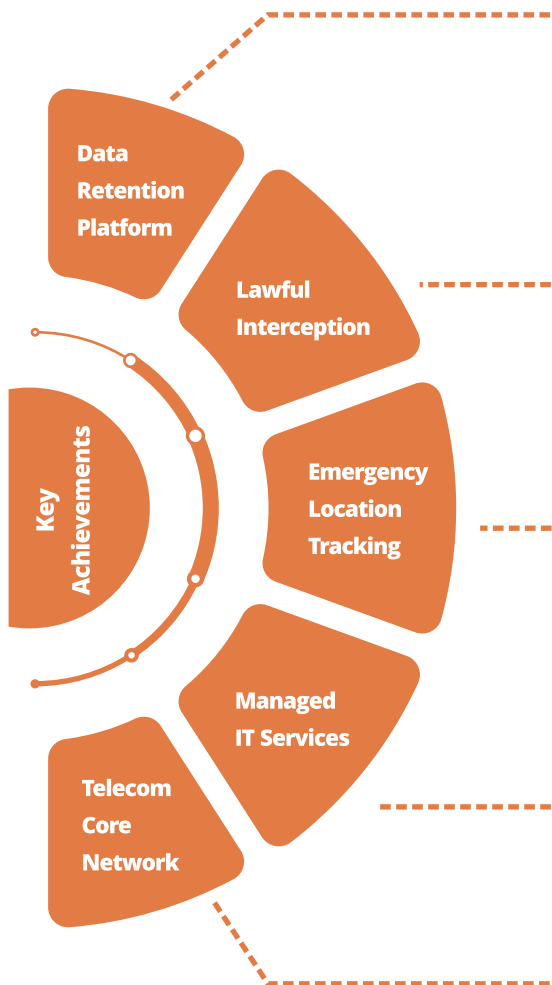 Data
Retention
Platform
Lawful
Interception
Key
Achievements
Emergency
Location
Tracking
Managed
IT Services
Telecom
Core
Network